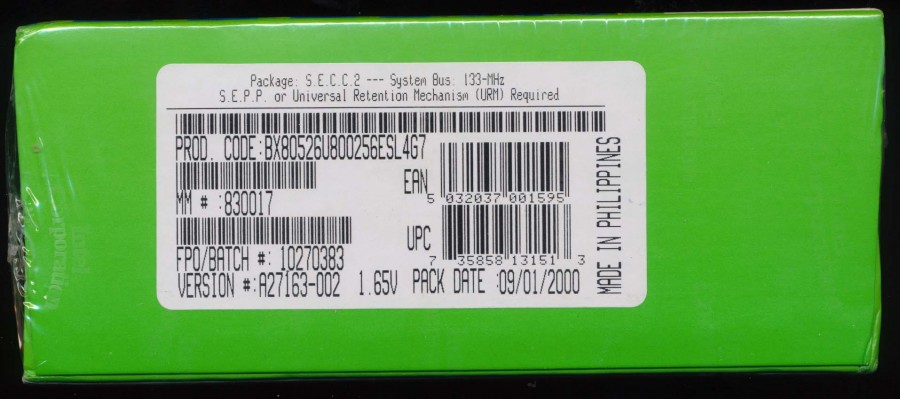 Package: S.E.C.C.2 --- System Bus: 133-MHz
S.E.P.P. or Universal Retention Mechanism (URM) Required
PROD. CODE:BX80526U800256ESL4G7
EAN
5 032037 001595
MM # :830017
UPC
7 35858 13151 3
FPO/BATCH #: 10270383
VERSION #:A27163-002 1.65V PACK DATE :09/01/2000
MADE IN PHILIPPINES